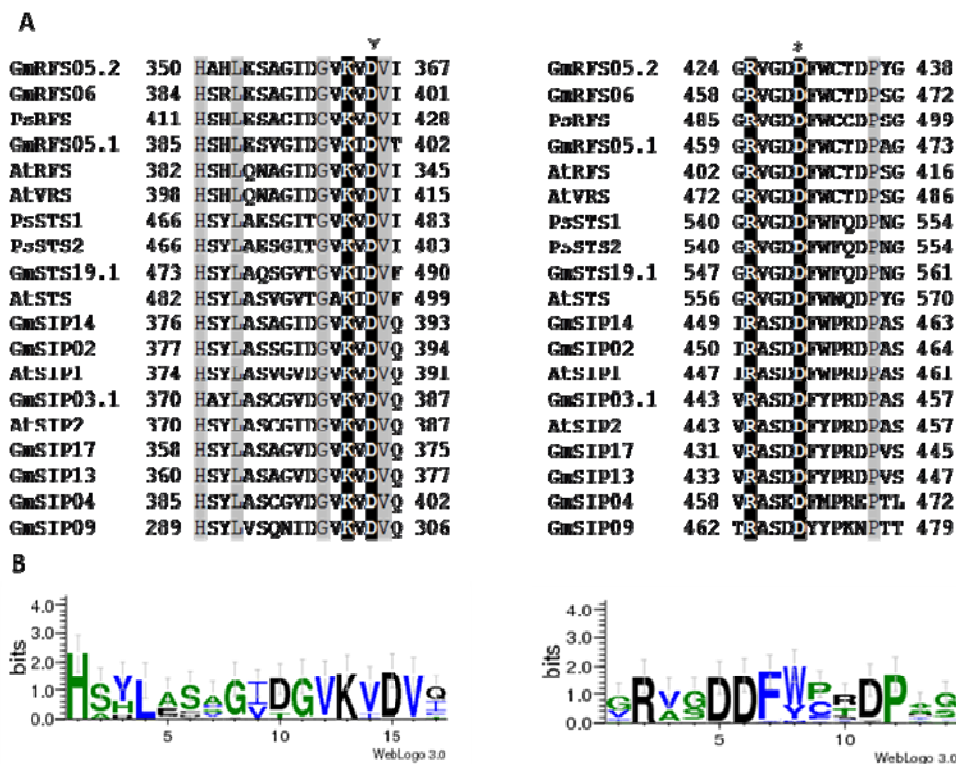 A
GmRFS05.2 350 HAHLESAGIDGVKVDVI 367
GmRFS06 384 HSRLESAGIDGVKVDVI 401
PsRFS 411 HSHLESAGIDGVKVDVI 428
GmRFS05.1 385 HSHLESVGIDGVKIDVT 402
AtRFS 382 HSHLQNAGIDGVKVDVI 345
AtVRS 398 HSHLQNAGIDGVKVDVI 415
PsSTS1 466 HSYLAESGITGVKVDVI 483
PsSTS2 466 HSYLAESGITGVKVDVI 483
GmSTS19.1 473 HSYLAQSGVTGVKIDVF 490
AtSTS 482 HSYLASVGVTGAKIDVF 499
GmSIP14 376 HSYLASAGIDGVKVDVQ 393
GmSIP02 377 HSYLASSGIDGVKVDVQ 394
AtSIP1 374 HSYLASVGVDGVKVDVQ 391
GmSIP03.1 370 HAYLASCGVDGVKVDVQ 387
AtSIP2 370 HSYLASCGIDGVKVDVQ 387
GmSIP17 358 HSYLASAGVDGVKVDVQ 375
GmSIP13 360 HSYLASAGVDGVKVDVQ 377
GmSIP04 385 HSYLASCGVDGVKVDVQ 402
GmSIP09 289 HSYLVSQNIDGVKVDVQ 306
*
GmRFS05.2 424 GRVGDDFWCTDPYG 438
GmRFS06 458 GRVGDDFWCTDPSG 472
PsRFS 485 GRVGDDFWCCDPSG 499
GmRFS05.1 459 GRVGDDFWCTDPAG 473
AtRFS 402 GRVGDDFWCTDPSG 416
AtVRS 472 GRVGDDFWCTDPSG 486
PsSTS1 540 GRVGDDFWFQDPNG 554
PsSTS2 540 GRVGDDFWFQDPNG 554
GmSTS19.1 547 GRVGDDFWFQDPNG 561
AtSTS 556 GRVGDDFWWQDPYG 570
GmSIP14 449 IRASDDFWPRDPAS 463
GmSIP02 450 IRASDDFWPRDPAS 464
AtSIP1 447 IRASDDFWPRDPAS 461
GmSIP03.1 443 VRASDDFYPRDPAS 457
AtSIP2 443 VRASDDFYPRDPAS 457
GmSIP17 431 VRASDDFYPRDPVS 445
GmSIP13 433 VRASDDFYPRDPVS 447
GmSIP04 458 VRASEDFMPREPTL 472
GmSIP09 462 TRASDDYYPKNPTT 479
B
bits
4.0
3.0
2.0
1.0
0.0
5 10 15
WebLogo 3.0
bits
4.0
3.0
2.0
1.0
0.0
5 10
WebLogo 3.0